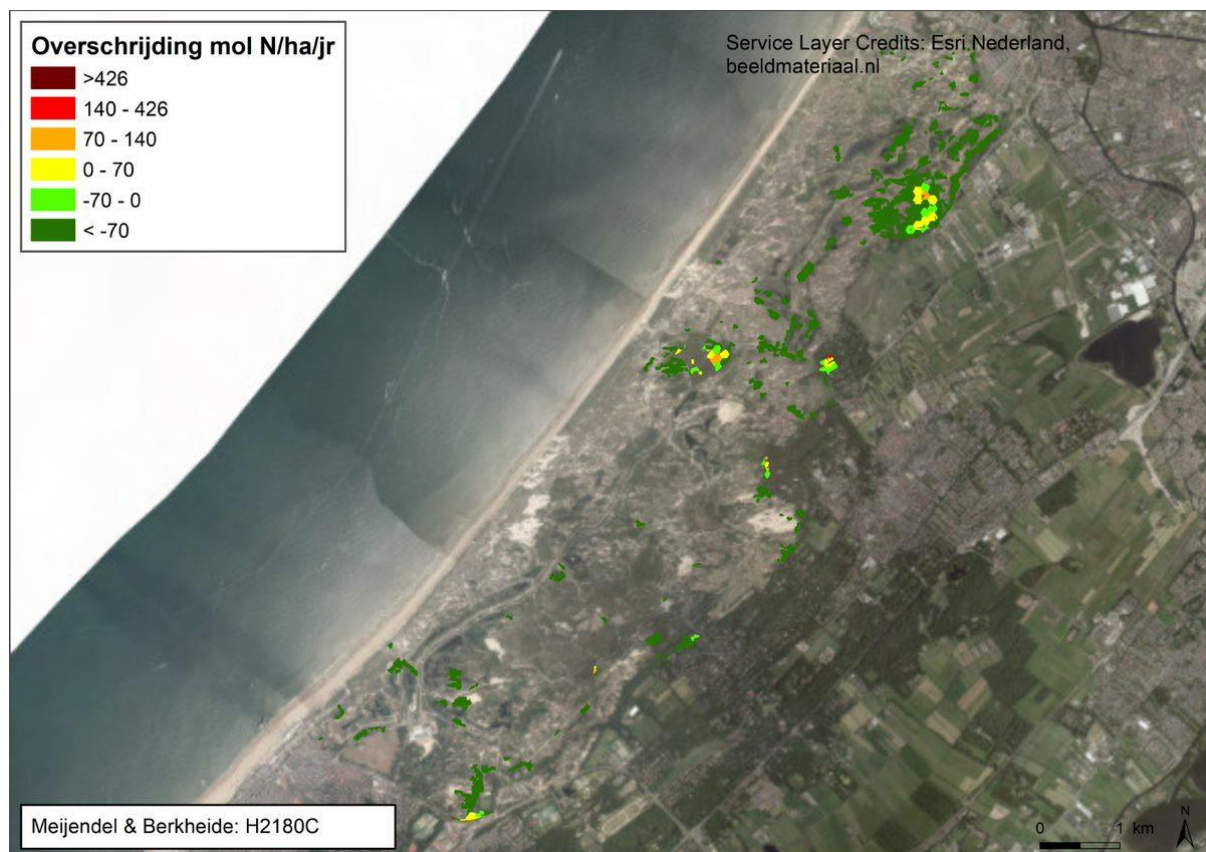 Overschrijding mol N/ha/jr
>426
140 - 426
70 - 140
0 - 70
-70 - 0
< -70
Service Layer Credits: Esri Nederland,
beeldmateriaal.nl
Meijendel & Berkheide: H2180C
0 1 km
N